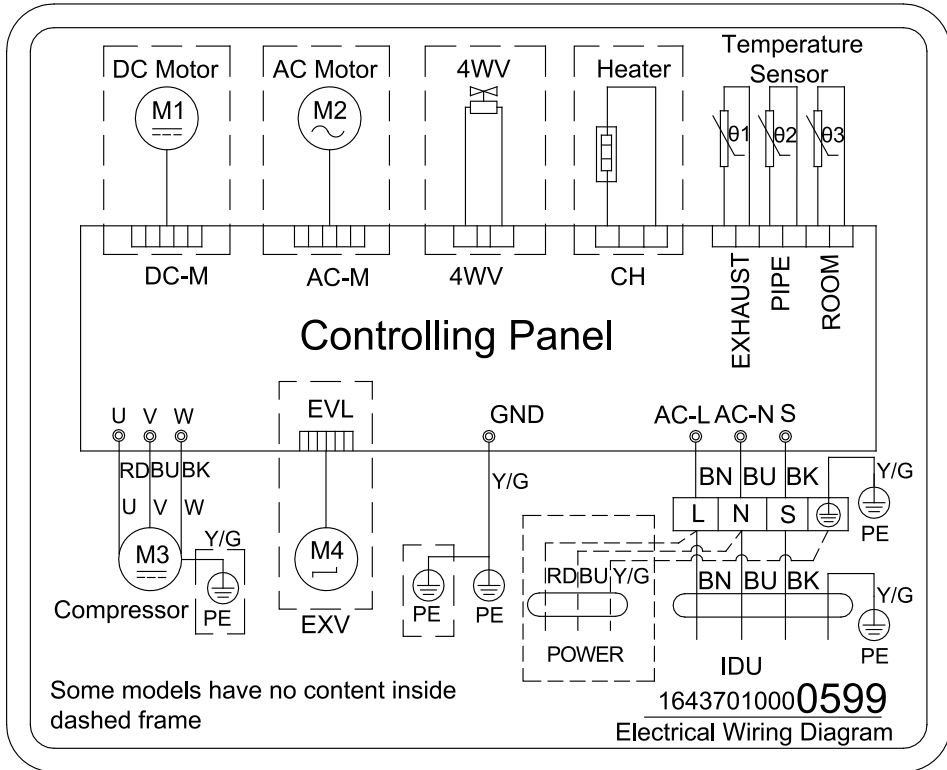 DC Motor AC Motor 4WV Heater Temperature
Sensor
M1 M2 θ1 θ2 θ3
DC-M AC-M 4WV CH EXHAUST PIPE ROOM
Controlling Panel
U V W EVL GND AC-L AC-N S
RD BU BK Y/G BN BU BK Y/G
U V W L N S PE
M3 Y/G M4 RD BU Y/G BN BU BK Y/G
Compressor PE EXV PE PE POWER IDU PE
Some models have no content inside
dashed frame
16437010000599
Electrical Wiring Diagram